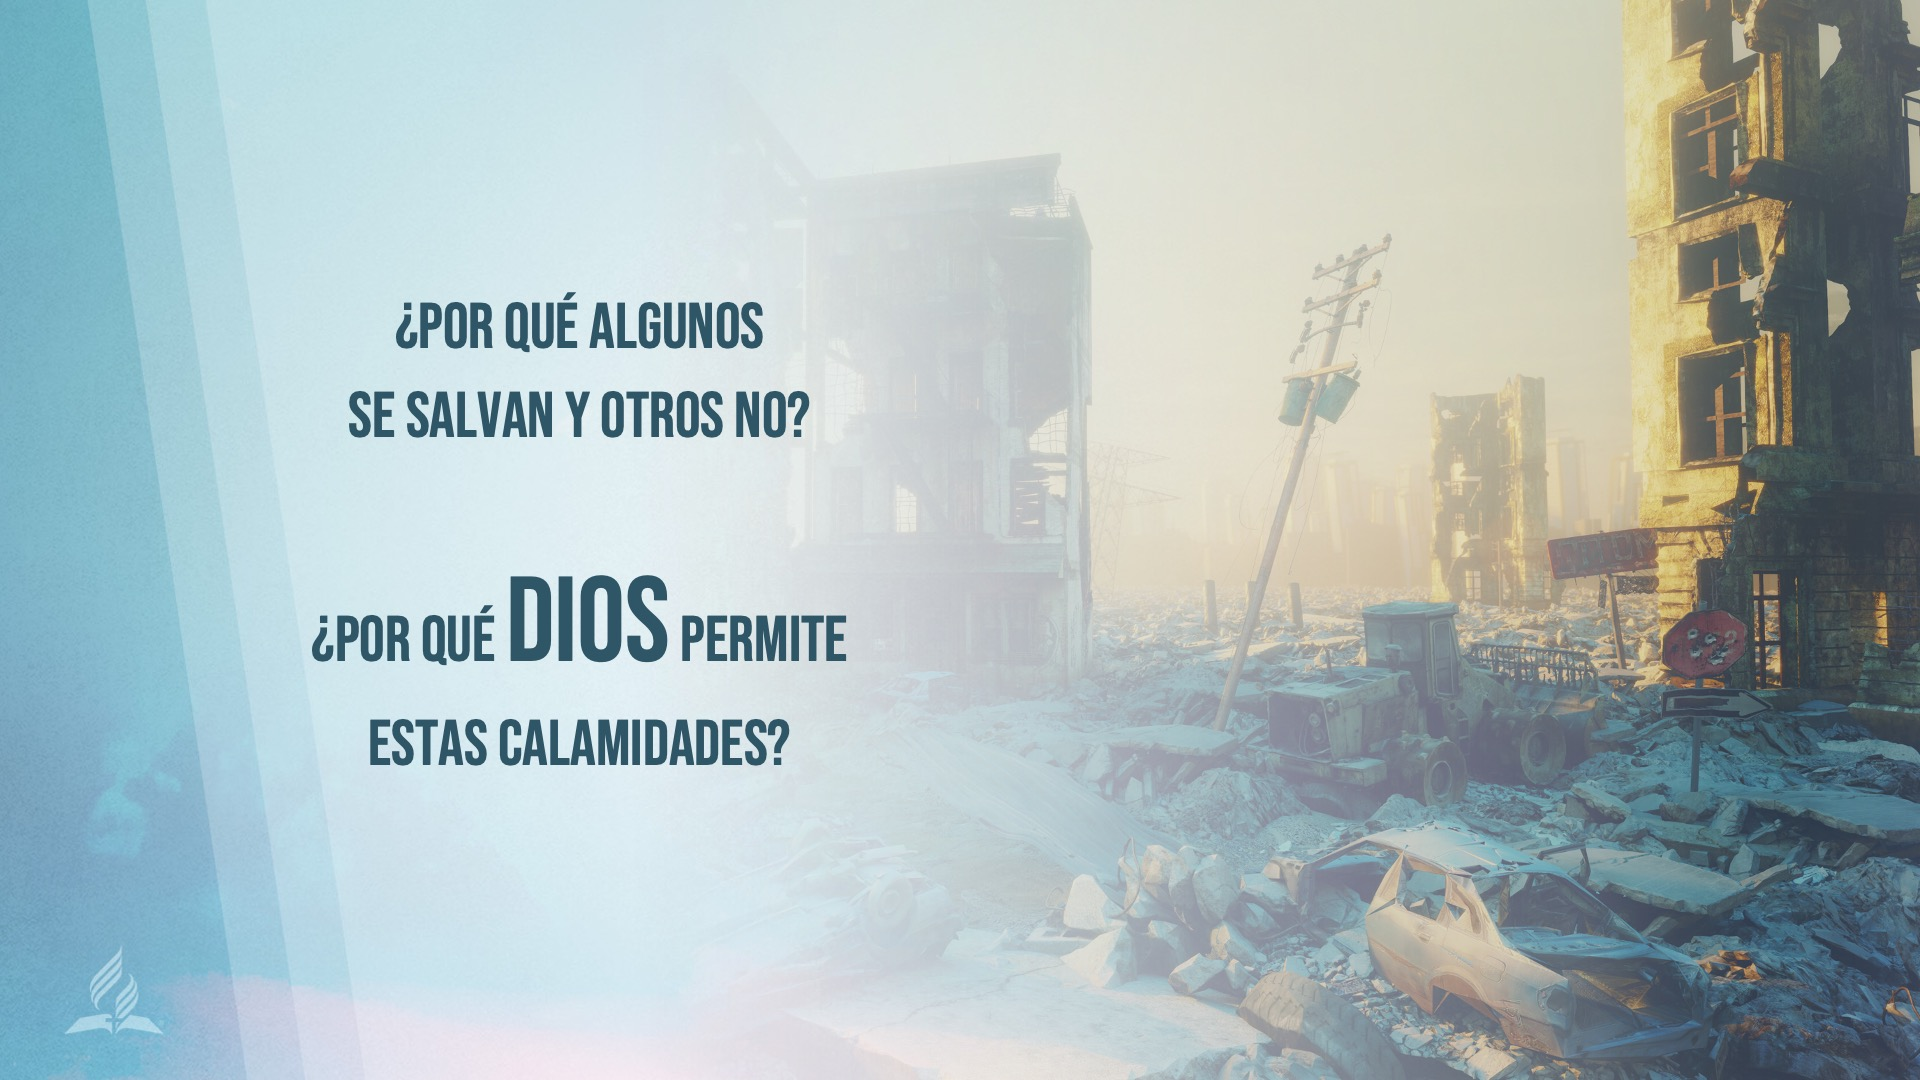 ¿POR QUÉ ALGUNOS
SE SALVAN Y OTROS NO?
¿POR QUÉ DIOS PERMITE
ESTAS CALAMIDADES?